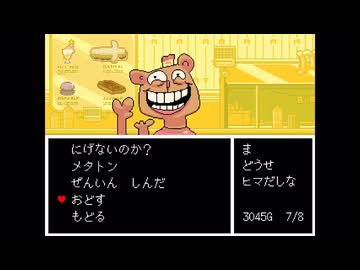 にげないのか？
メタトン
ぜんいん　しんだ
おどす
もどる
ま
どうせ
ヒマだしな
3045G 7/8